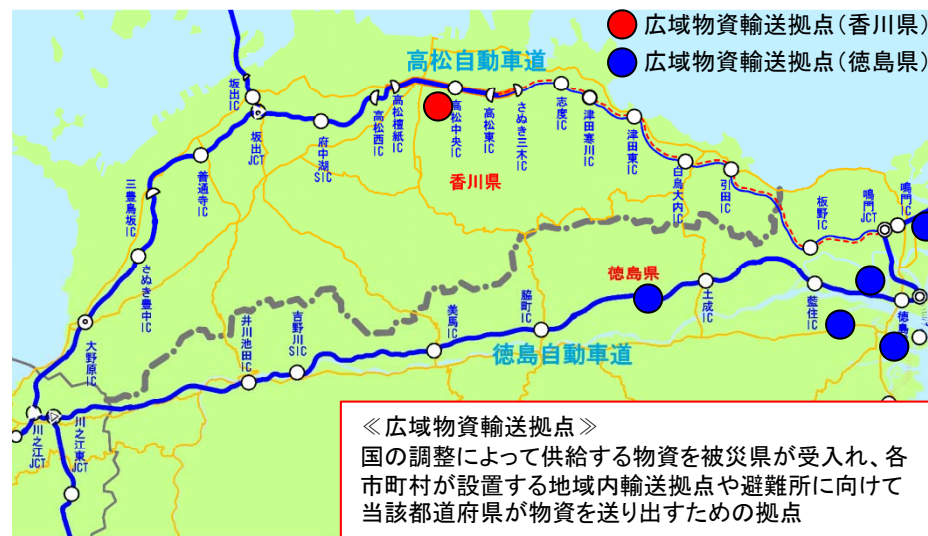 広域物資輸送拠点(香川県)
広域物資輸送拠点(徳島県)
高松自動車道
坂出IC
坂出JCT
府中湖SIC
高松西IC
高松檀紙IC
高松中央IC
高松東IC
さぬき三木IC
志度IC
津田寒川IC
津田東IC
白鳥大内IC
引田IC
板野IC
鳴門JCT
鳴門IC
善通寺IC
三豊鳥坂IC
さぬき豊中IC
大野原IC
川之江JCT
川之江東JCT
香川県
徳島県
井川池田IC
吉野川SIC
美馬IC
脇町IC
土成IC
藍住IC
徳島
徳島自動車道
≪広域物資輸送拠点≫
国の調整によって供給する物資を被災県が受入れ、各
市町村が設置する地域内輸送拠点や避難所に向けて
当該都道府県が物資を送り出すための拠点